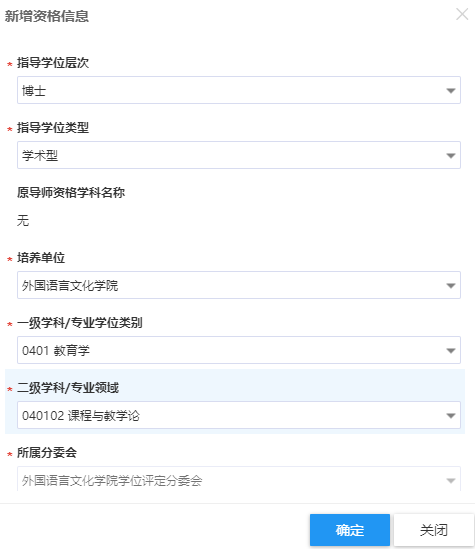 新增资格信息
* 指导学位层次
博士
* 指导学位类型
学术型
原导师资格学科名称
无
* 培养单位
外国语言文化学院
* 一级学科/专业学位类别
0401 教育学
* 二级学科/专业领域
040102 课程与教学论
* 所属分委会
外国语言文化学院学位评定分委会
确定
关闭